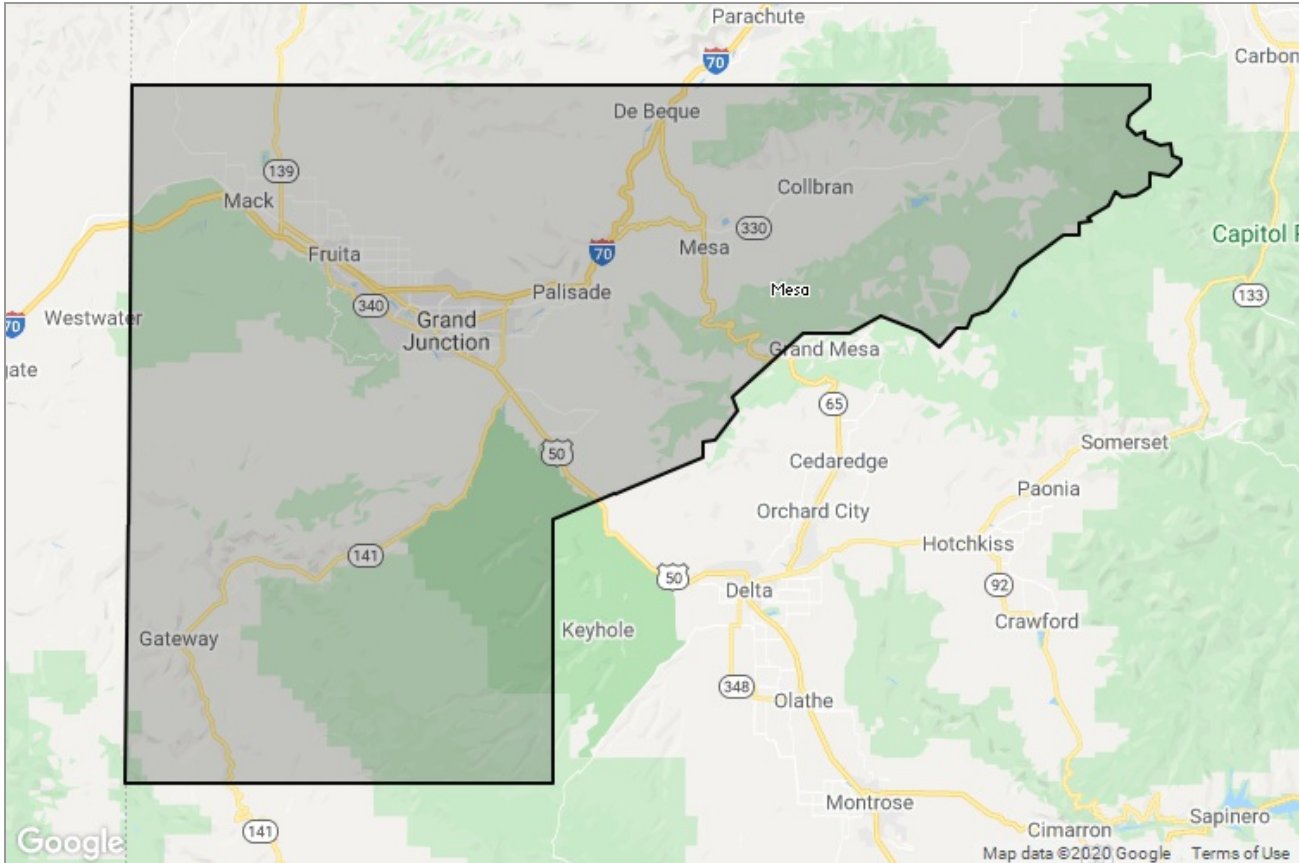 Parachute
70
Carbon
De Beque
139
Collbran
Mack
330
Capitol
Fruita
Mesa
70
Palisade
Mesa
133
70
Westwater
340
Grand
Junction
gate
Grand Mesa
65
50
Somerset
Cedaredge
Paonia
Orchard City
Hotchkiss
141
50
92
Delta
Crawford
Gateway
Keyhole
348
Olathe
Montrose
Sapinero
141
Cimarron
Google
Map data ©2020 Google Terms of Use